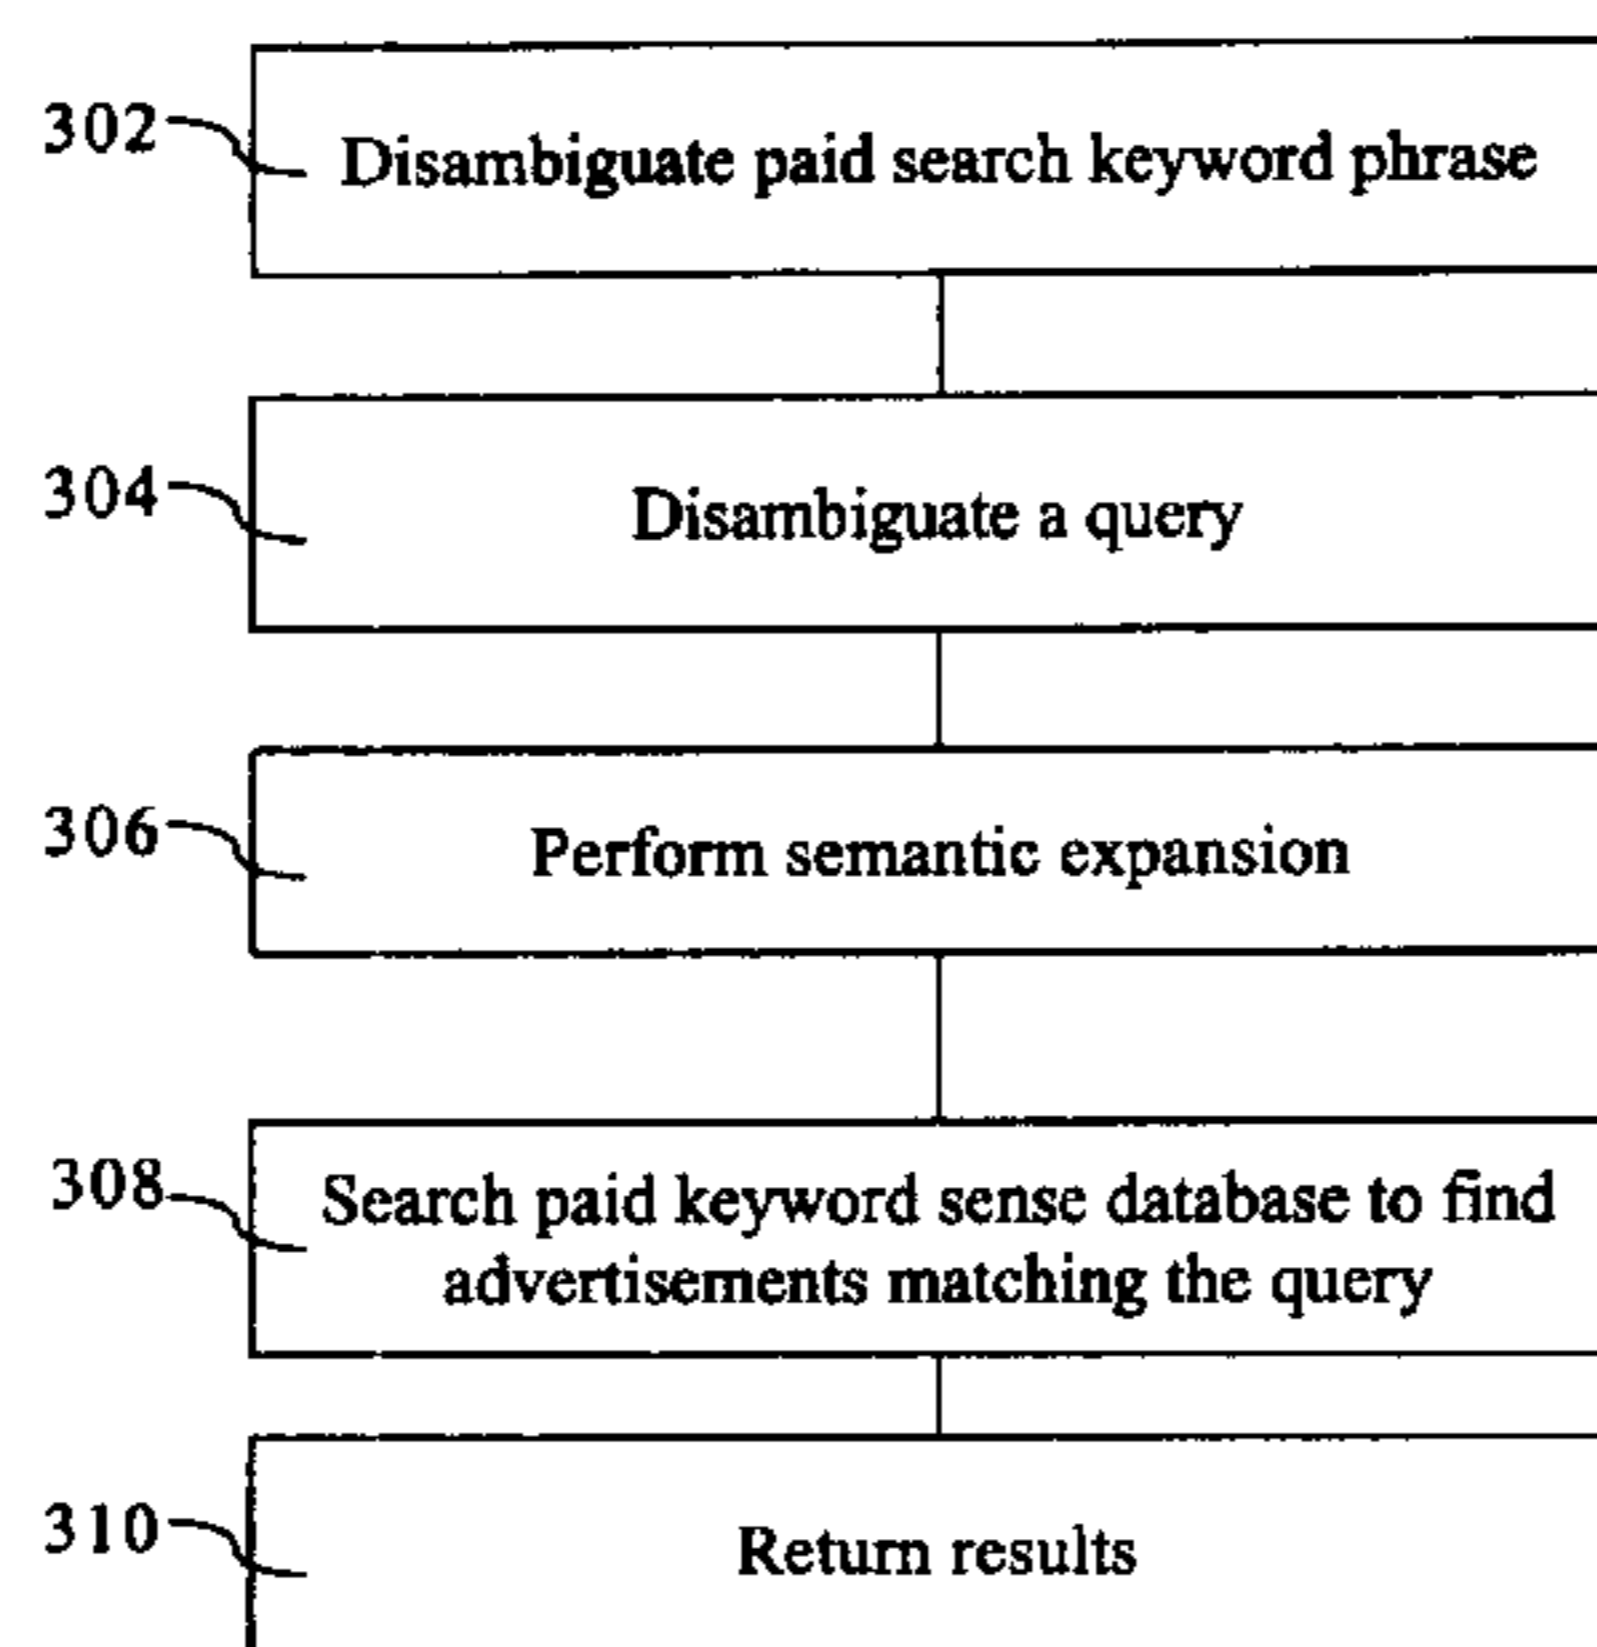 302
Disambiguate paid search keyword phrase
304
Disambiguate a query
306
Perform semantic expansion
308
Search paid keyword sense database to find
advertisements matching the query
310
Return results